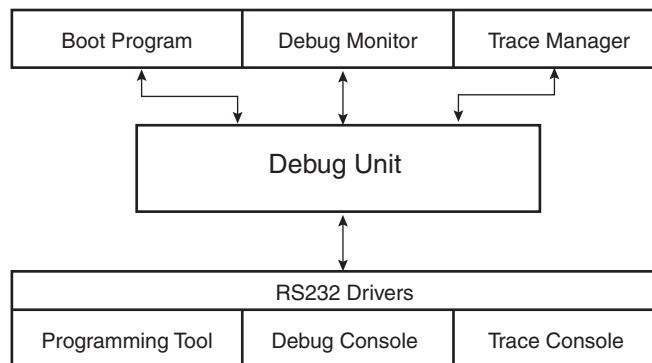 Boot Program
Debug Monitor
Trace Manager
Debug Unit
RS232 Drivers
Programming Tool
Debug Console
Trace Console